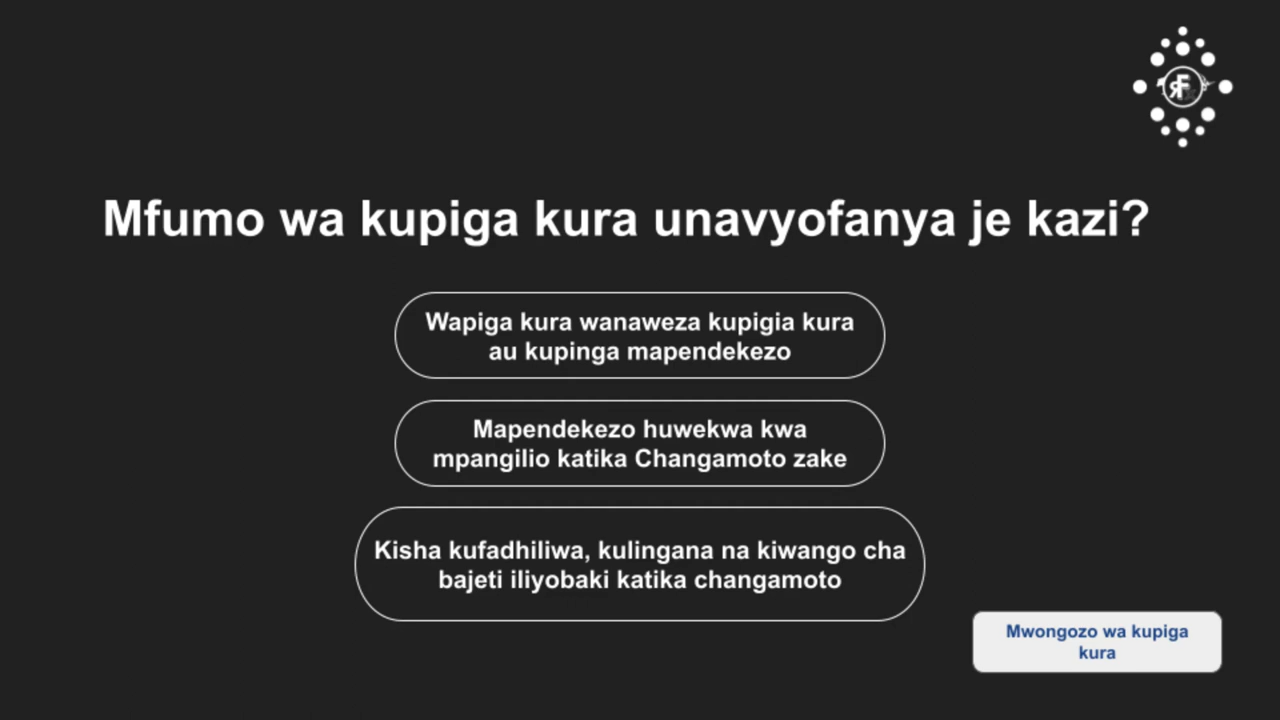 Mfumo wa kupiga kura unavyofanya je kazi?
Wapiga kura wanaweza kupigia kura
au kupinga mapendekezo
Mapendekezo huwekwa kwa
mpangilio katika Changamoto zake
Kisha kufadhiliwa, kulingana na kiwango cha
bajeti iliyobaki katika changamoto
Mwongozo wa kupiga
kura